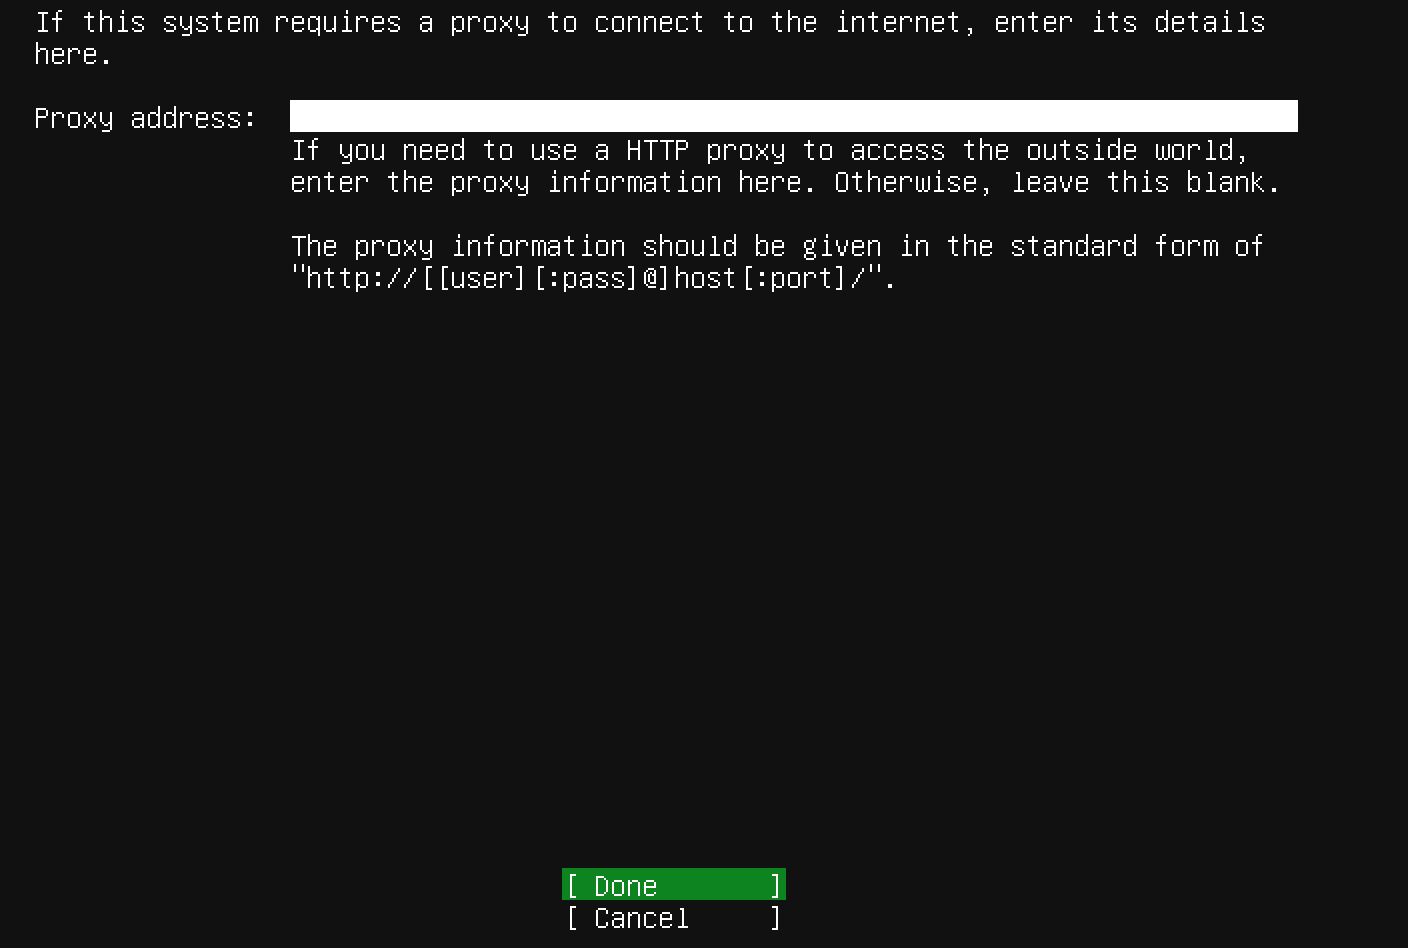 If this system requires a proxy to connect to the internet, enter its details
here.
Proxy address:
If you need to use a HTTP proxy to access the outside world,
enter the proxy information here. Otherwise, leave this blank.
The proxy information should be given in the standard form of
"http://[[user][:pass]@]host[:port]/".
[ Done ]
[ Cancel ]